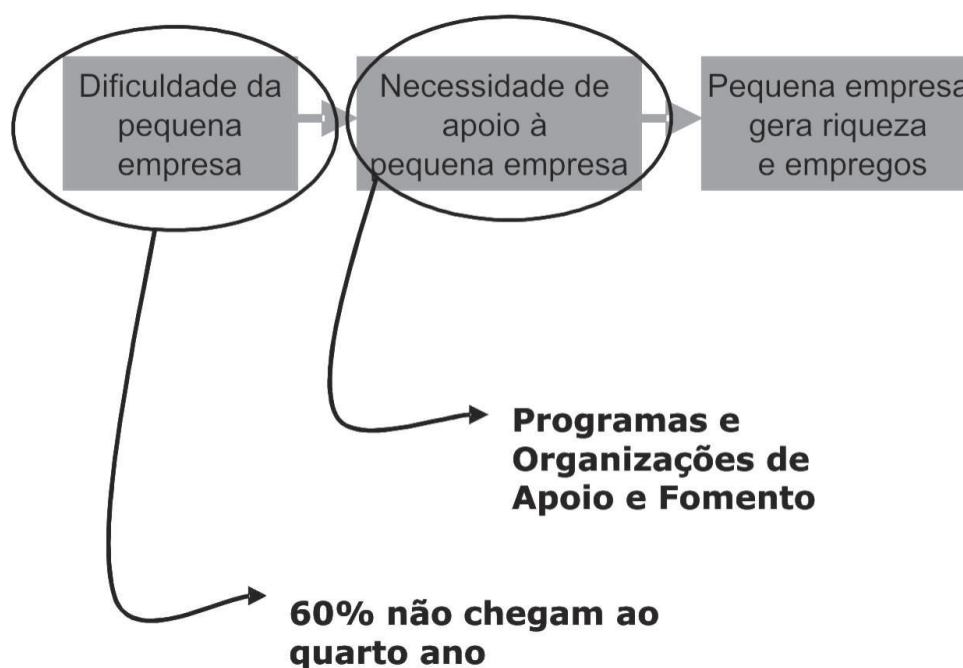 Dificuldade da
pequena
empresa
Necessidade de
apoio à
pequena empresa
Pequena empresa
gera riqueza
e empregos
Programas e
Organizações de
Apoio e Fomento
60% não chegam ao
quarto ano